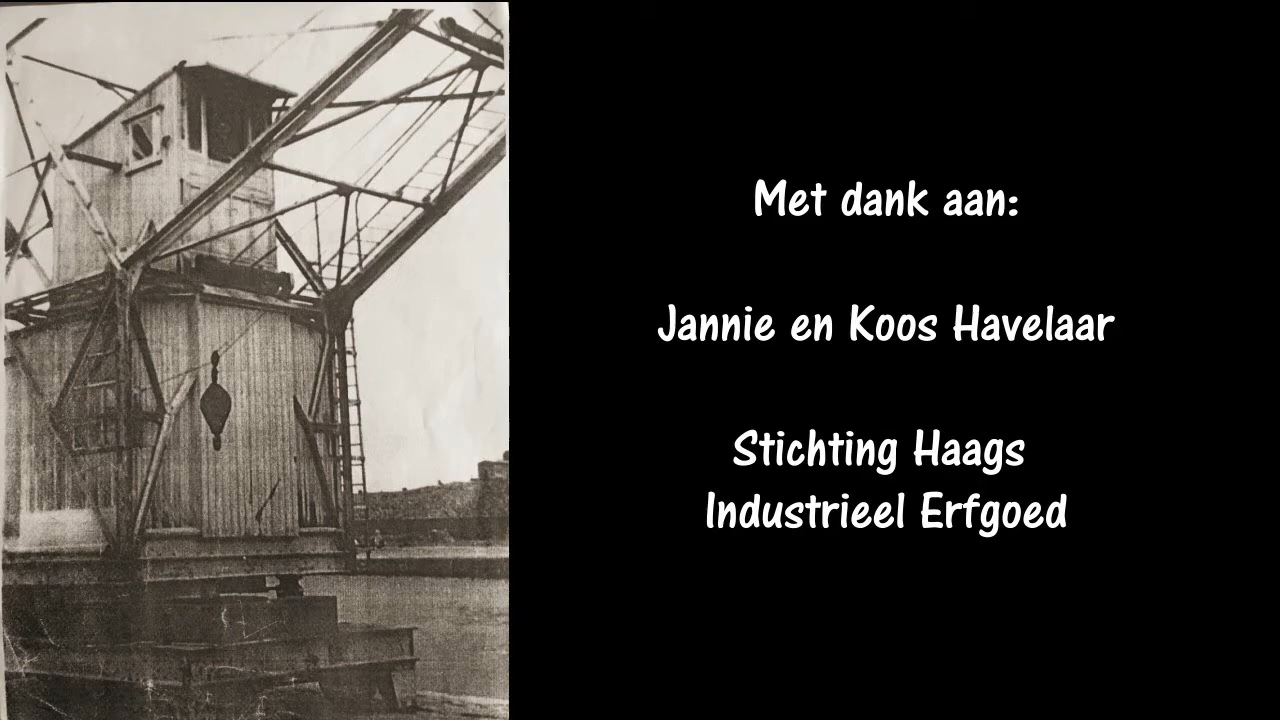 Met dank aan:
Jannie en Koos Havelaar
Stichting Haags
Industrieel Erfgoed